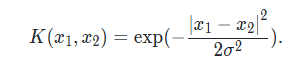 K(x₁, x₂) = exp(−|x₁ − x₂|² / 2σ²).